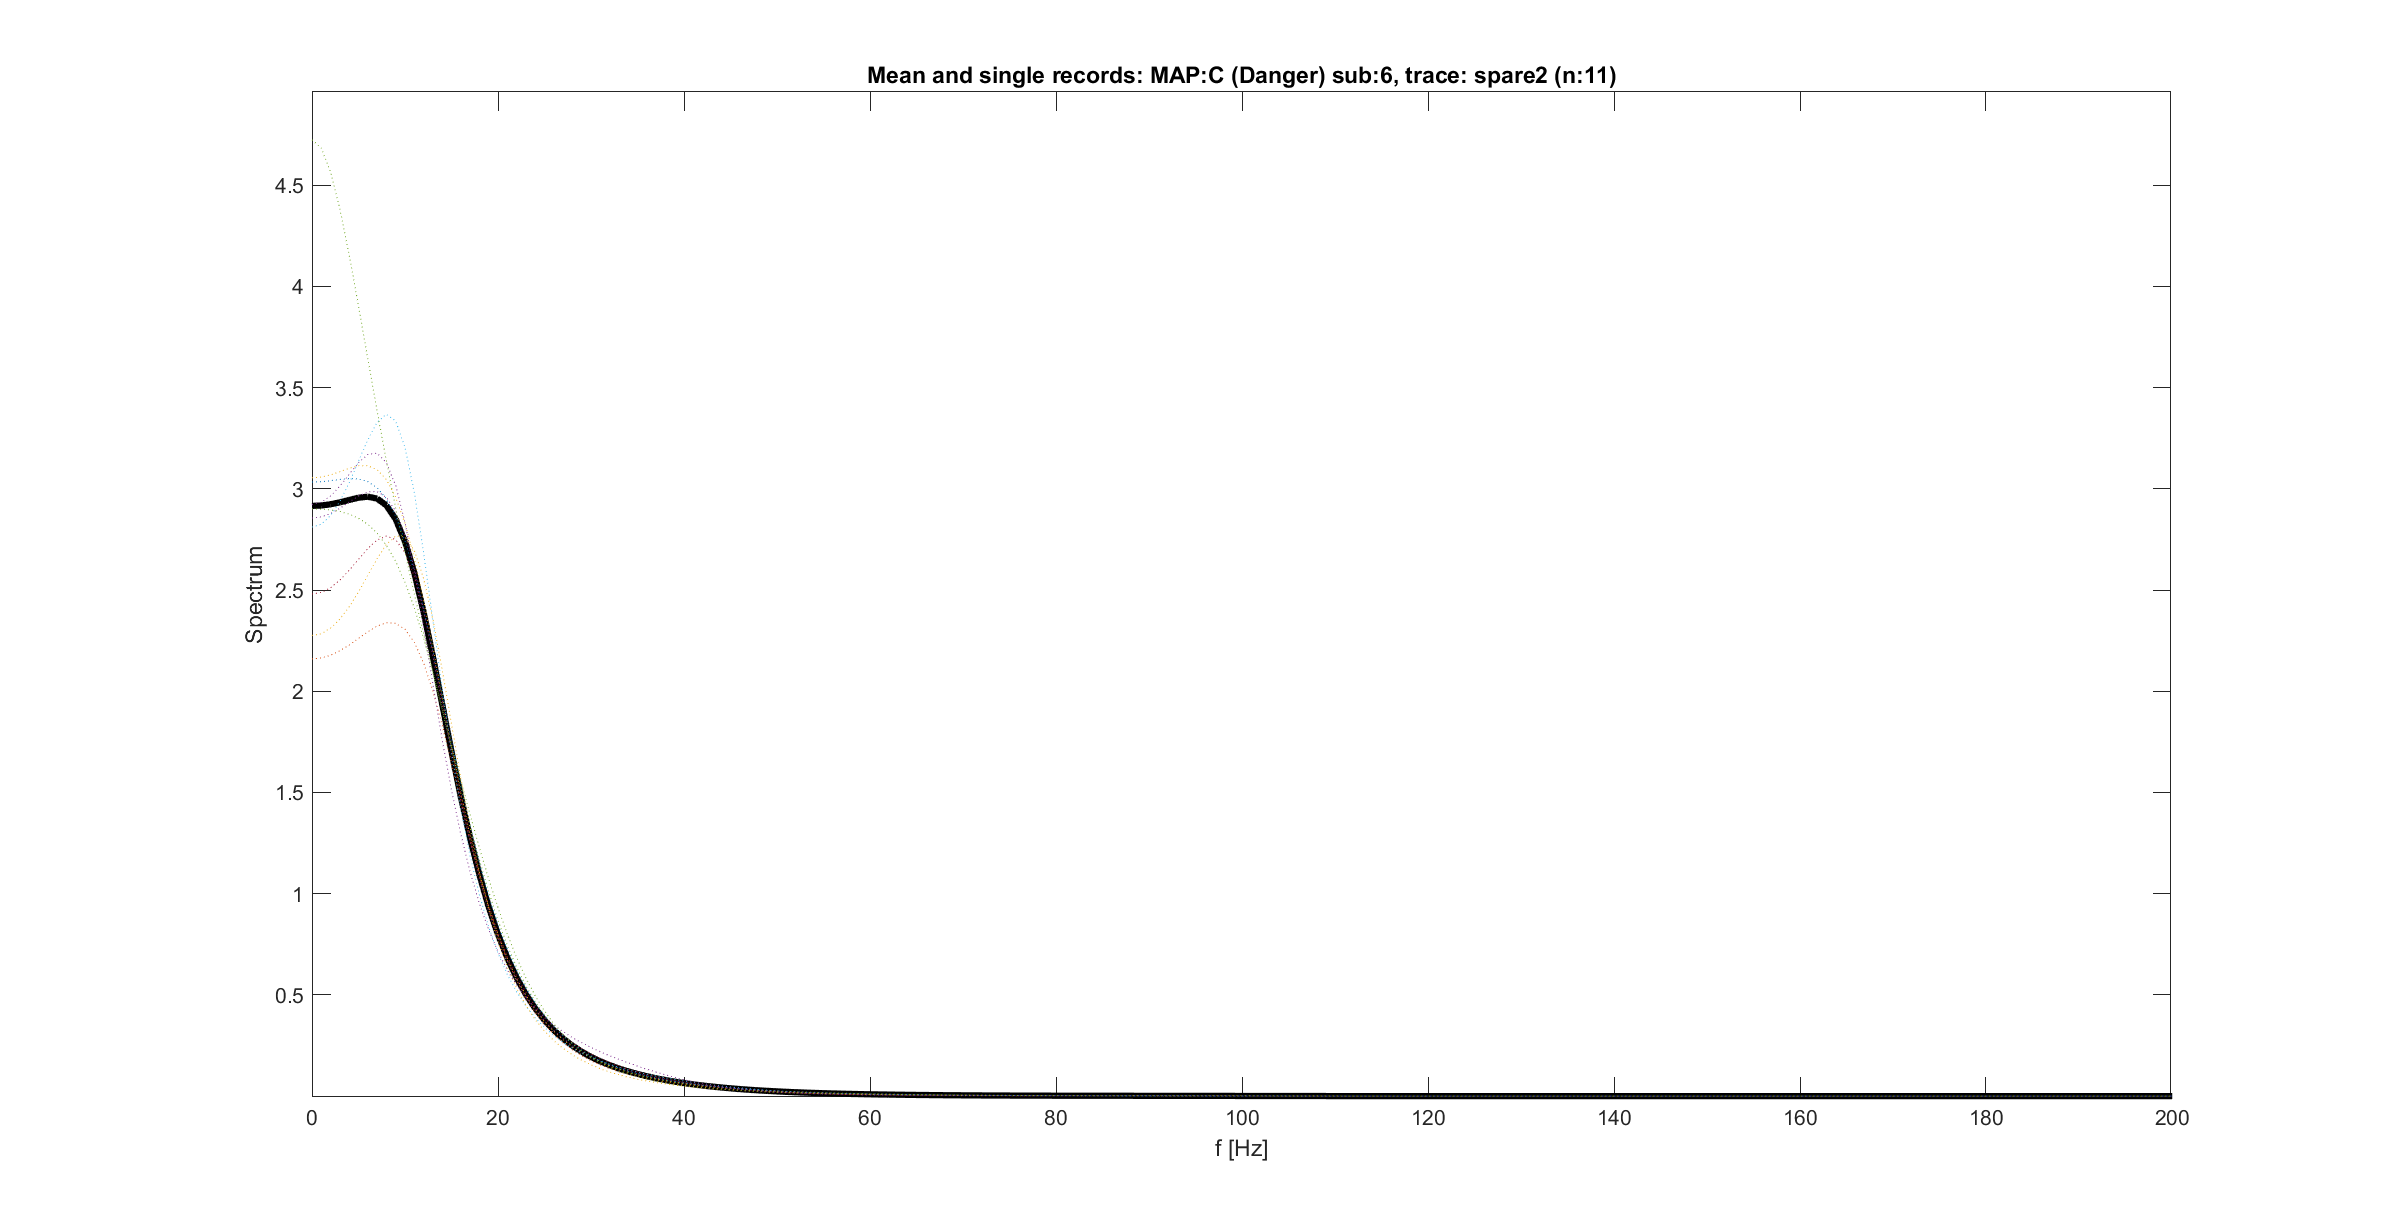 Mean and single records: MAP:C (Danger) sub:6, trace: spare2 (n:11)
4.5
4
3.5
3
2.5
2
1.5
1
0.5
Spectrum
0 20 40 60 80 100 120 140 160 180 200
f [Hz]